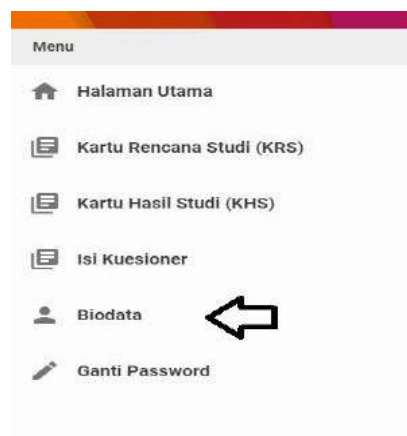 Menu
Halaman Utama
Kartu Rencana Studi (KRS)
Kartu Hasil Studi (KHS)
Isi Kuesioner
Biodata
Ganti Password